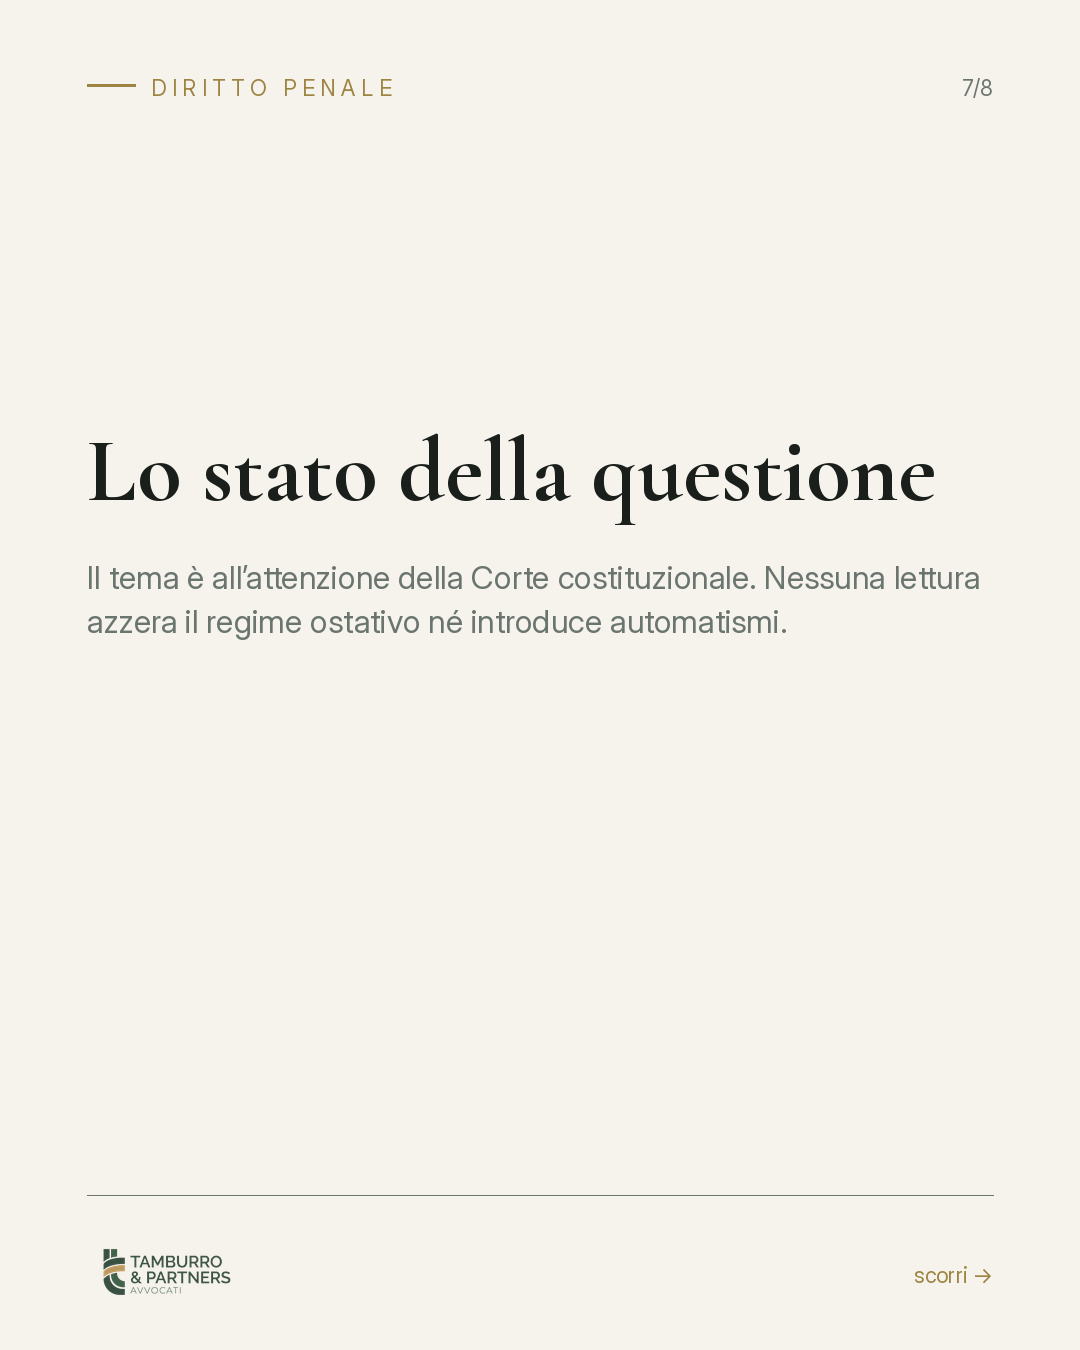 DIRITTO PENALE
7/8
Lo stato della questione
Il tema è all’attenzione della Corte costituzionale. Nessuna lettura
azzera il regime ostativo né introduce automatismi.
TAMBURRO
& PARTNERS
AVVOCATI
scorri →